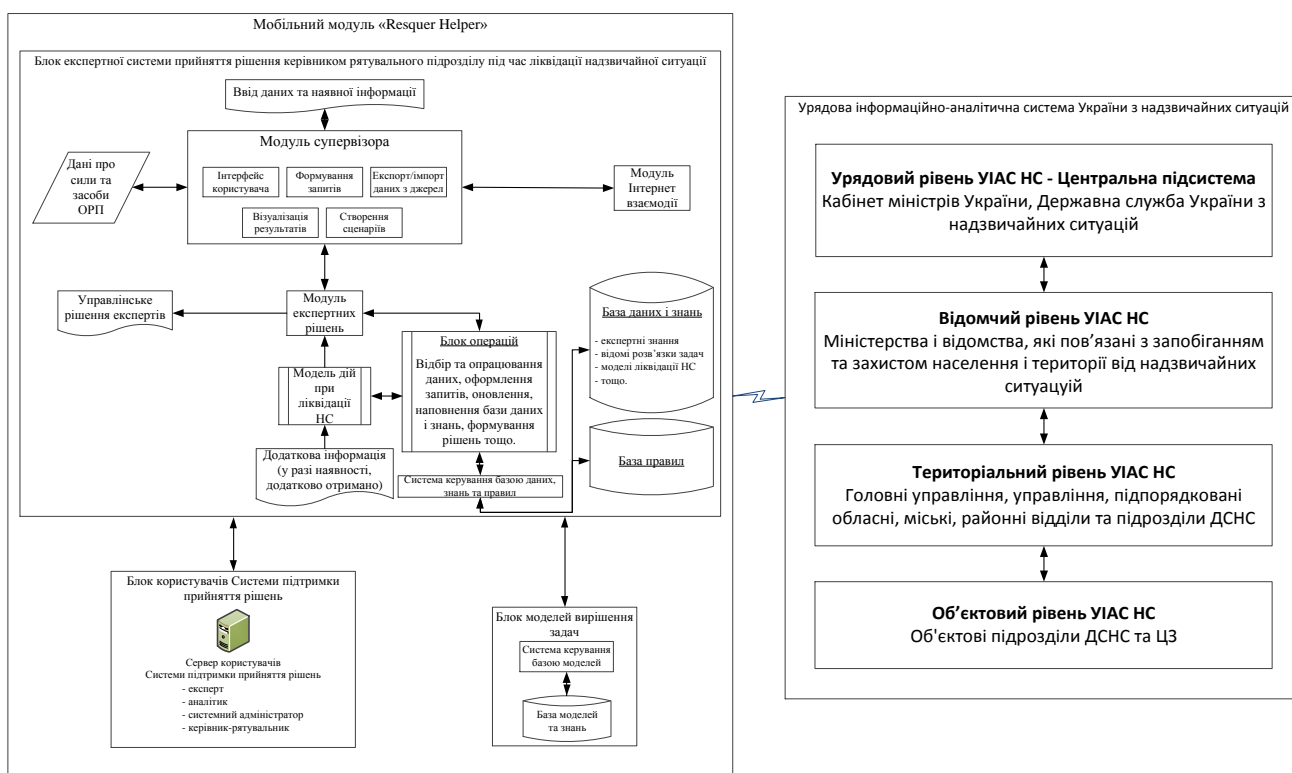 Мобільний модуль «Resquer Helper»
Блок експертної системи прийняття рішення керівником рятувального підрозділу під час ліквідації надзвичайної ситуації
Ввід даних та наявної інформації
Модуль супервізора
Інтерфейс
користувача
Формування
запитів
Експорт/імпорт
даних з джерел
Візуалізація
результатів
Створення
сценаріїв
Дані про
сили та
засоби
ОРП
Модуль
Інтернет
взаємодії
Управлінське
рішення експертів
Модуль
експертних
рішень
Модель дій
при
ліквідації
НС
Додаткова інформація
(у разі наявності,
додатково отримано)
Блок операцій
Відбір та опрацювання
даних, оформлення
запитів, оновлення,
наповнення бази даних
і знань, формування
рішень тощо.
Система керування базою даних,
знань та правил
База даних і знань
- експертні знання
- відомі розв’язки задач
- моделі ліквідації НС
- тощо.
База правил
Блок користувачів Системи підтримки
прийняття рішень
Сервер користувачів
Системи підтримки прийняття рішень
- експерт
- аналітик
- системний адміністратор
- керівник-рятувальник
Блок моделей вирішення
задач
Система керування
базою моделей
База моделей
та знань
Урядова інформаційно-аналітична система України з надзвичайних ситуацій
Урядовий рівень УІАС НС - Центральна підсистема
Кабінет міністрів України, Державна служба України з
надзвичайних ситуацій
Відомчий рівень УІАС НС
Міністерства і відомства, які пов’язані з запобіганням
та захистом населення і території від надзвичайних
ситуацуій
Територіальний рівень УІАС НС
Головні управління, управління, підпорядковані
обласні, міські, районні відділи та підрозділи ДСНС
Об’єктовий рівень УІАС НС
Об'єктові підрозділи ДСНС та ЦЗ